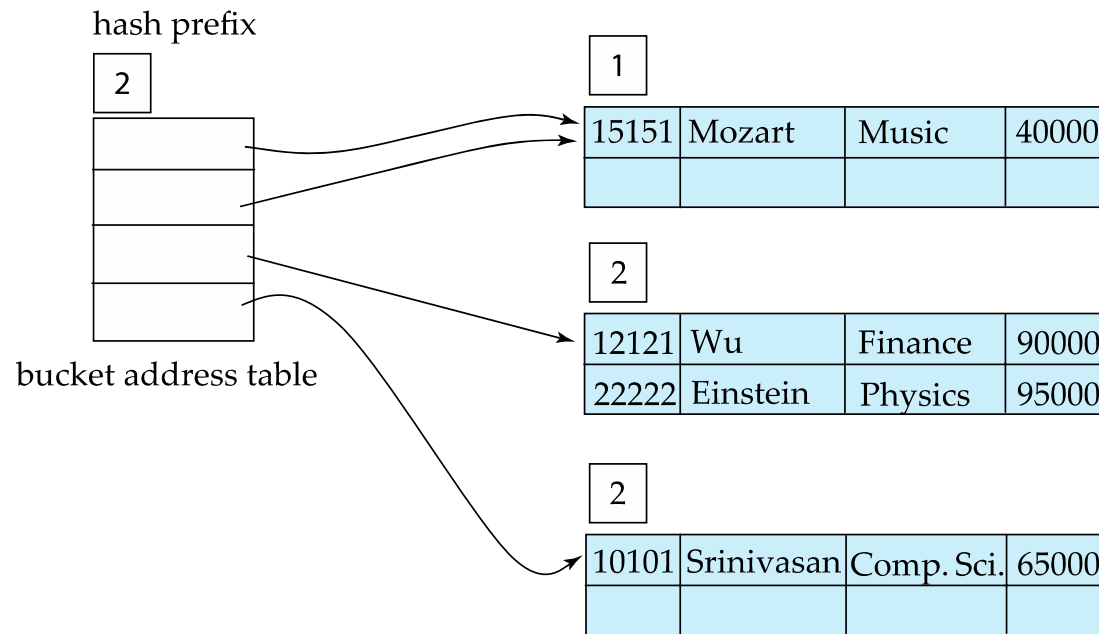 hash prefix
2
bucket address table
1
15151 Mozart Music 40000
2
12121 Wu Finance 90000
22222 Einstein Physics 95000
2
10101 Srinivasan Comp. Sci. 65000